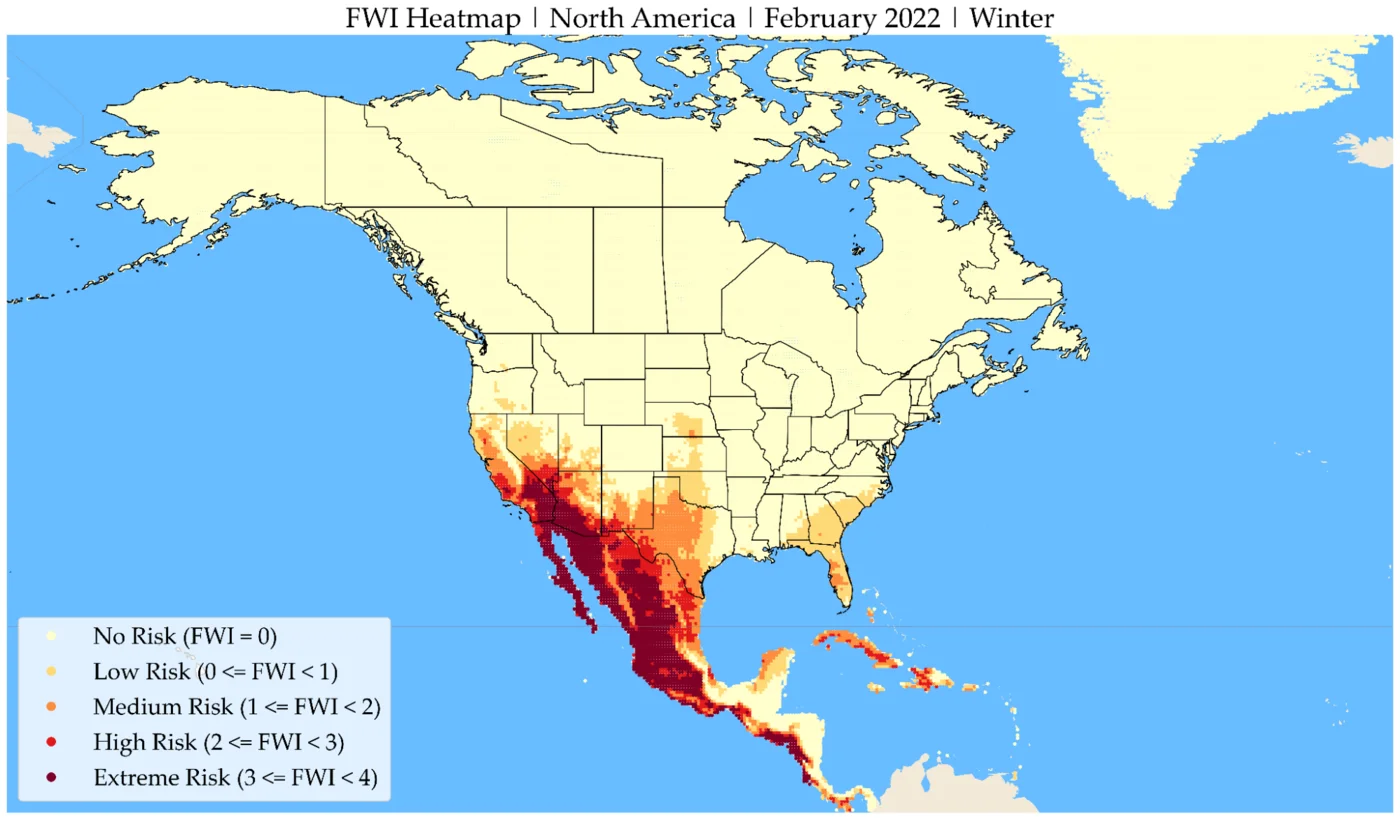 FWI Heatmap | North America | February 2022 | Winter
No Risk (FWI = 0)
Low Risk (0 <= FWI < 1)
Medium Risk (1 <= FWI < 2)
High Risk (2 <= FWI < 3)
Extreme Risk (3 <= FWI < 4)